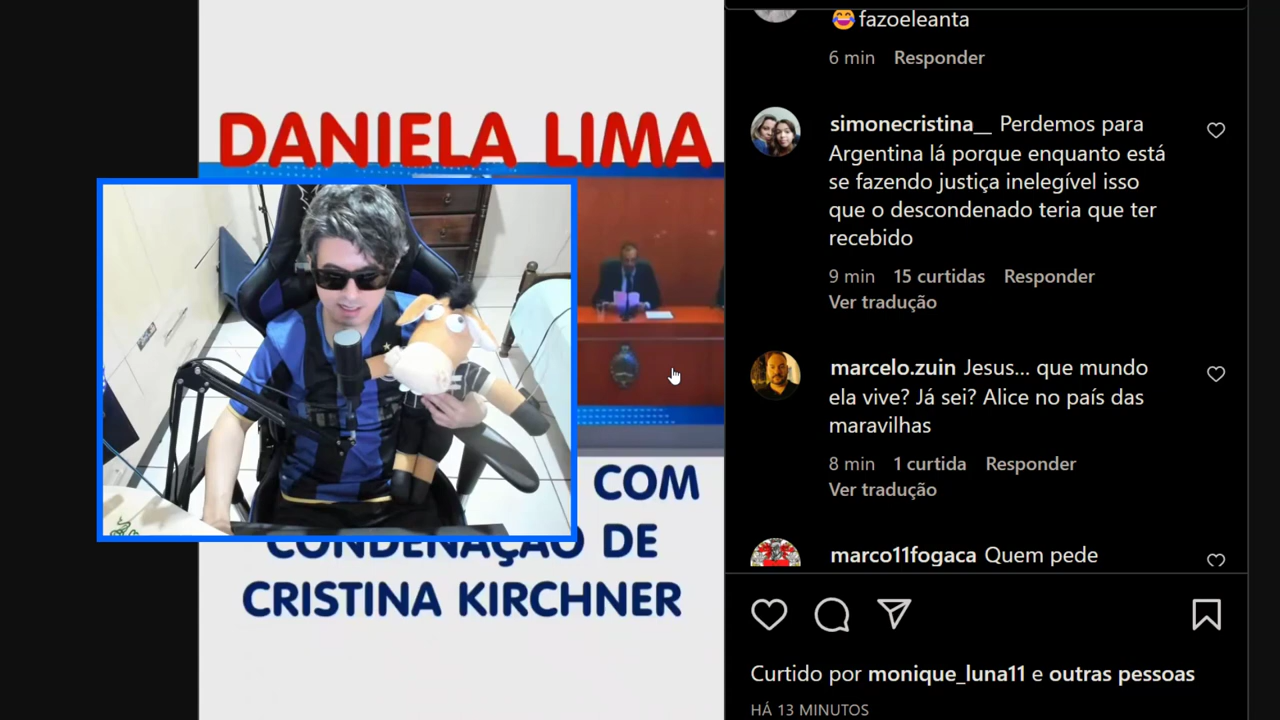 DANIELA LIMA
COM
CONDENAÇÃO DE
CRISTINA KIRCHNER
😂fazoeleanta
6 min Responder
simonecristina__ Perdemos para
Argentina lá porque enquanto está
se fazendo justiça inelegível isso
que o descondenado teria que ter
recebido
9 min 15 curtidas Responder
Ver tradução
marcelo.zuin Jesus... que mundo
ela vive? Já sei? Alice no país das
maravilhas
8 min 1 curtida Responder
Ver tradução
marco11fogaca Quem pede
Curtido por monique_luna11 e outras pessoas
HÁ 13 MINUTOS